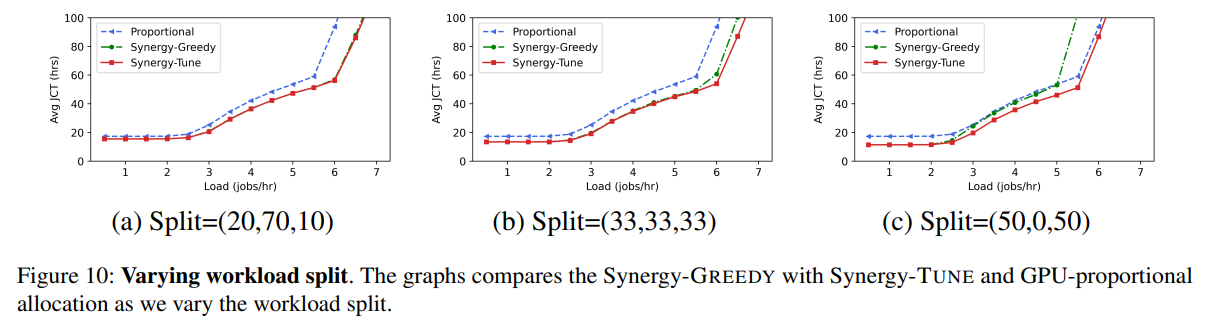 100
80
60
40
20
0
Avg JCT (hrs)
Proportional
Synergy-Greedy
Synergy-Tune
1 2 3 4 5 6 7
Load (jobs/hr)
(a) Split=(20,70,10)
100
80
60
40
20
0
Avg JCT (hrs)
Proportional
Synergy-Greedy
Synergy-Tune
1 2 3 4 5 6 7
Load (jobs/hr)
(b) Split=(33,33,33)
100
80
60
40
20
0
Avg JCT (hrs)
Proportional
Synergy-Greedy
Synergy-Tune
1 2 3 4 5 6 7
Load (jobs/hr)
(c) Split=(50,0,50)
Figure 10: Varying workload split. The graphs compares the Synergy-GREEDY with Synergy-TUNE and GPU-proportional
allocation as we vary the workload split.